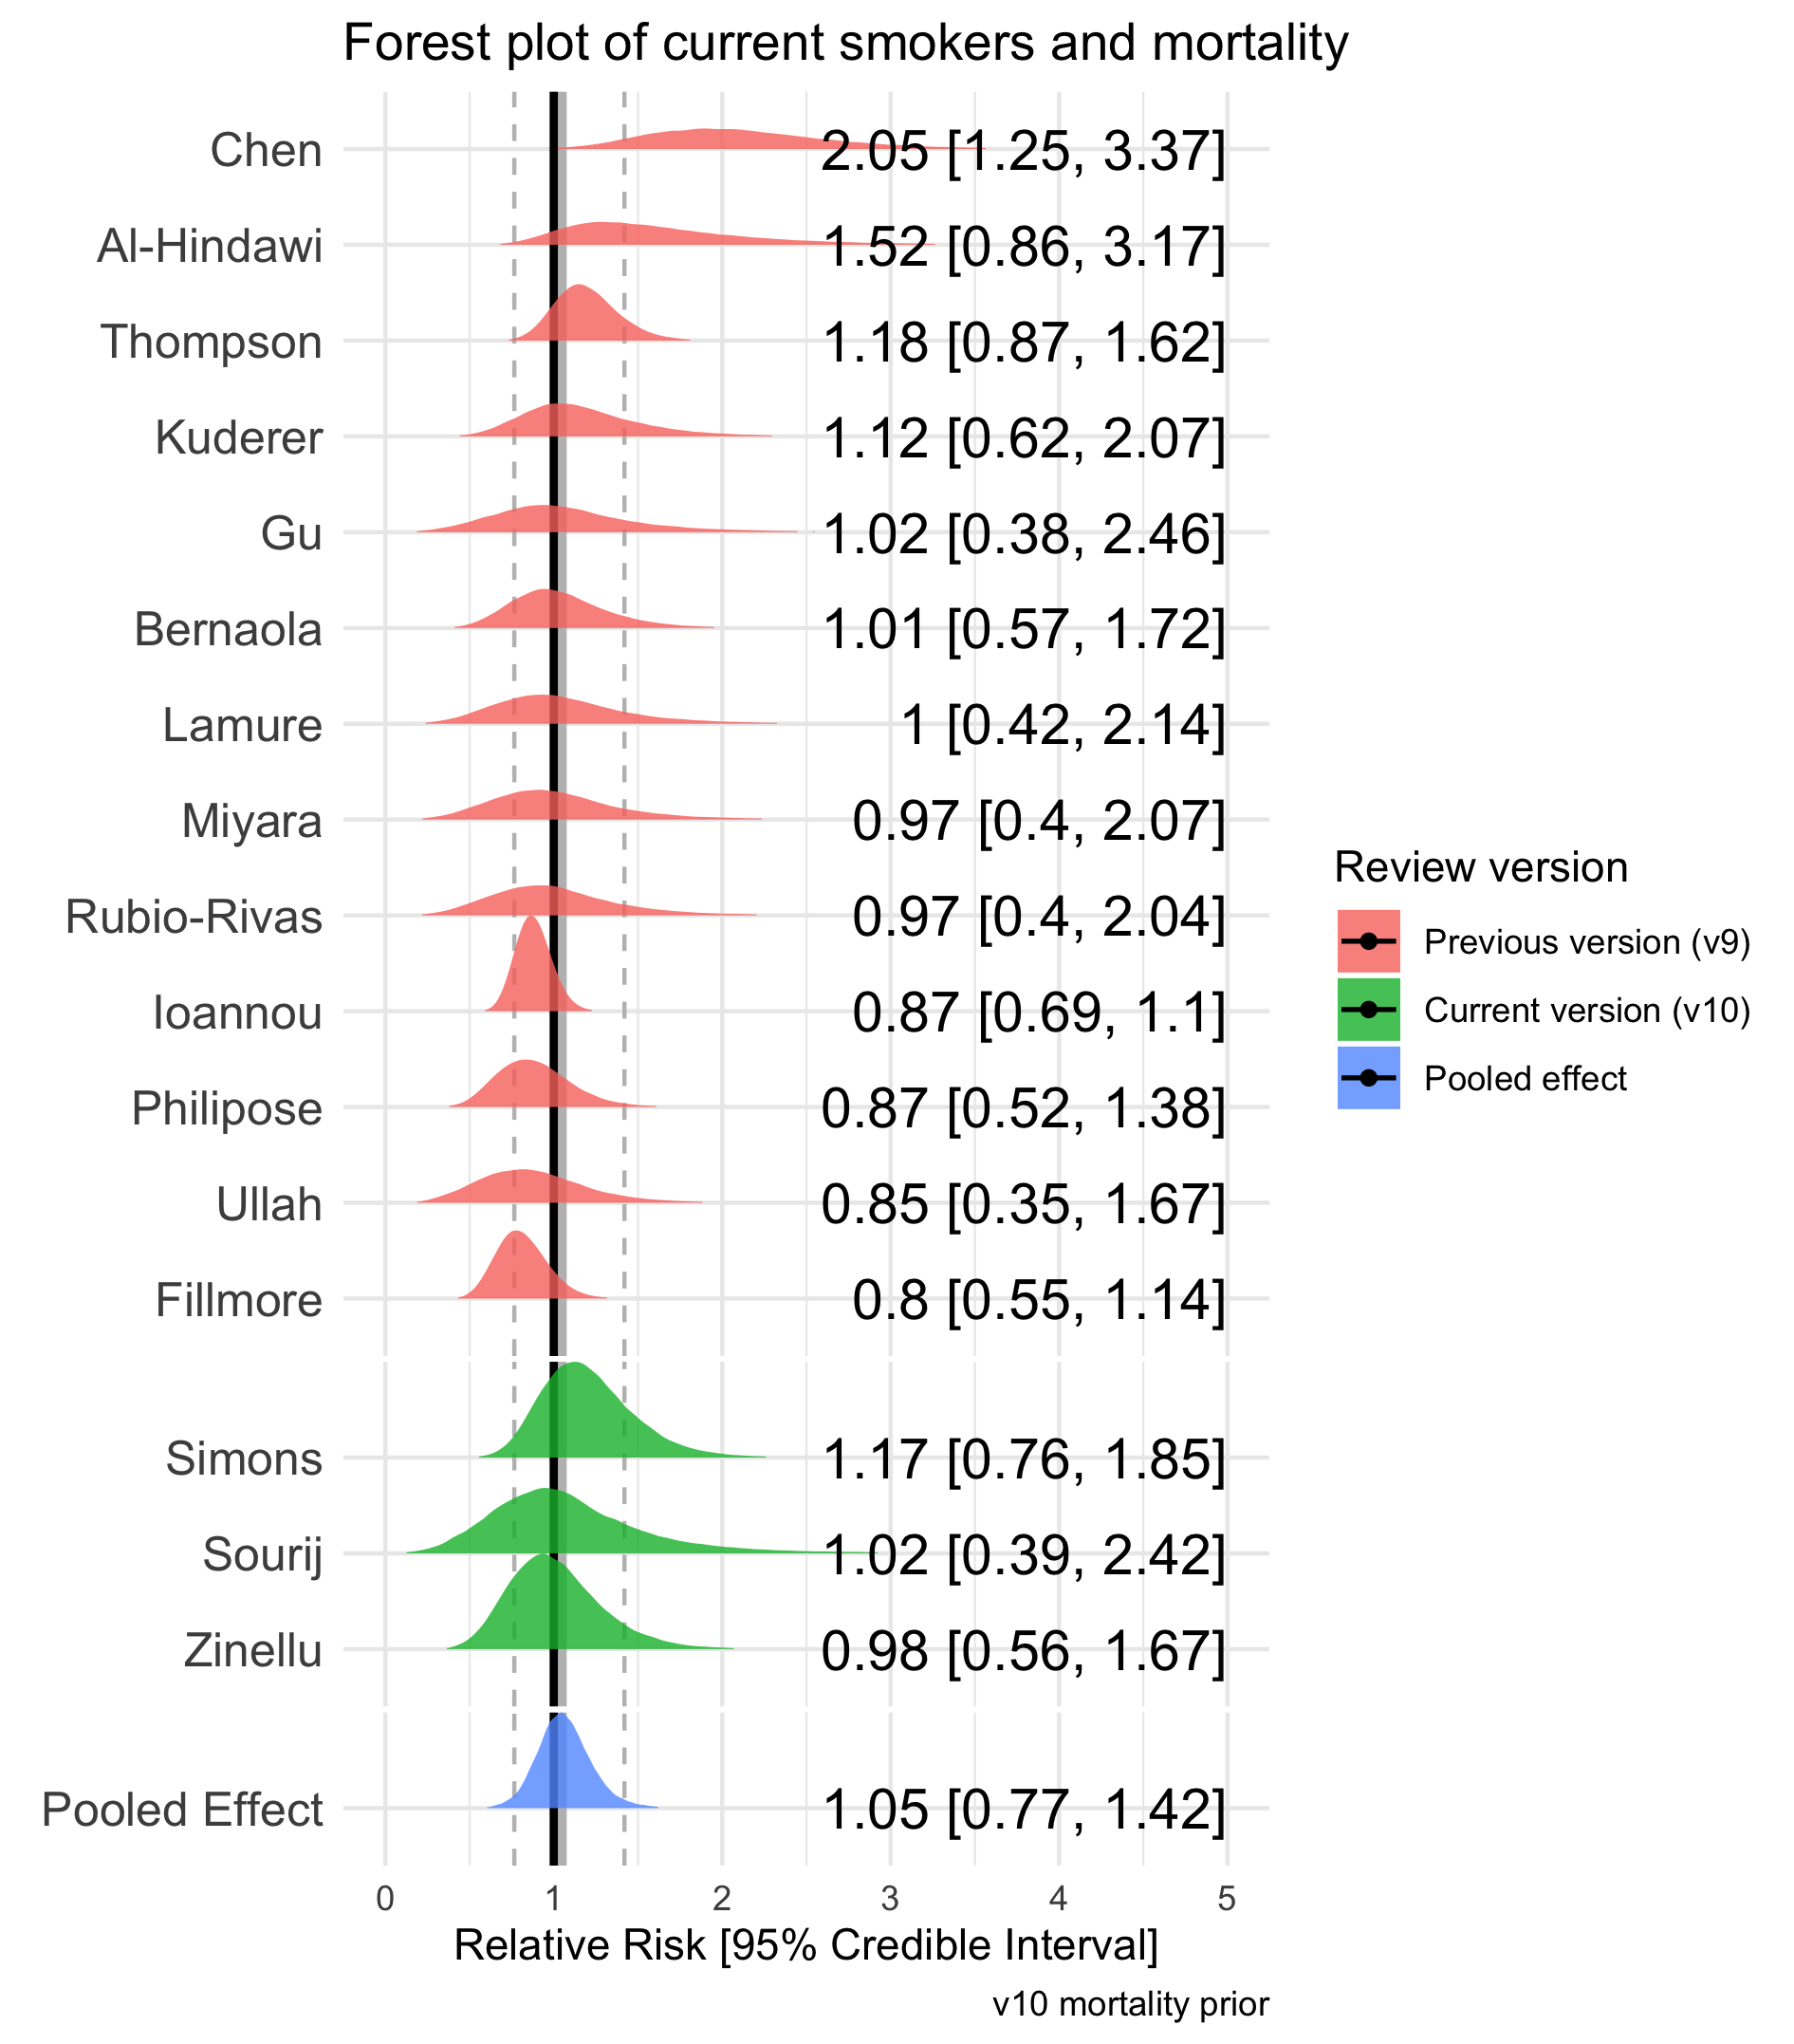 Forest plot of current smokers and mortality
Chen 2.05 [1.25, 3.37]
Al-Hindawi 1.52 [0.86, 3.17]
Thompson 1.18 [0.87, 1.62]
Kuderer 1.12 [0.62, 2.07]
Gu 1.02 [0.38, 2.46]
Bernaola 1.01 [0.57, 1.72]
Lamure 1 [0.42, 2.14]
Miyara 0.97 [0.4, 2.07]
Rubio-Rivas 0.97 [0.4, 2.04]
Ioannou 0.87 [0.69, 1.1]
Philipose 0.87 [0.52, 1.38]
Ullah 0.85 [0.35, 1.67]
Fillmore 0.8 [0.55, 1.14]
Simons 1.17 [0.76, 1.85]
Sourij 1.02 [0.39, 2.42]
Zinellu 0.98 [0.56, 1.67]
Pooled Effect 1.05 [0.77, 1.42]
0 1 2 3 4 5
Relative Risk [95% Credible Interval]
v10 mortality prior
Review version
Previous version (v9)
Current version (v10)
Pooled effect